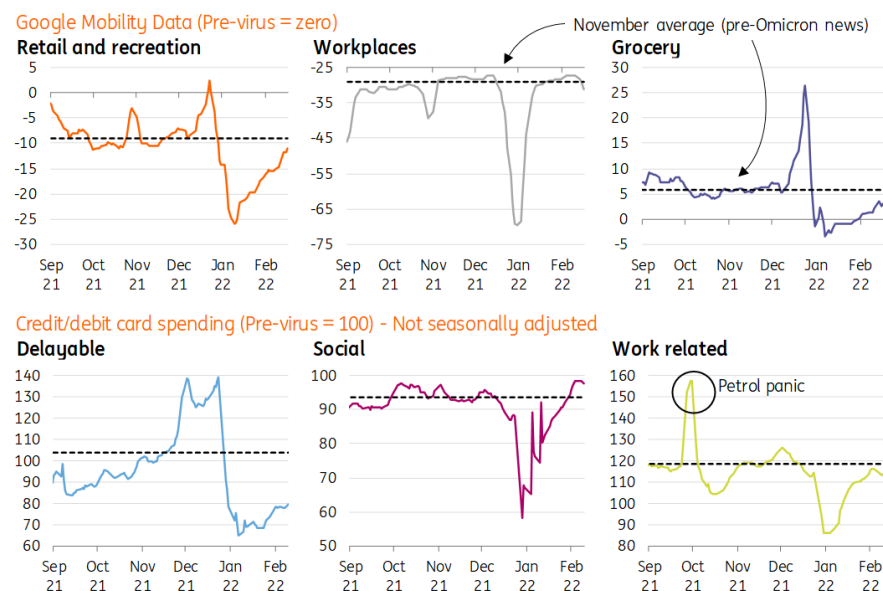 Google Mobility Data (Pre-virus = zero)
November average (pre-Omicron news)
Retail and recreation
Workplaces
Grocery
5
0
-5
-10
-15
-20
-25
-30
Sep Oct Nov Dec Jan Feb
21 21 21 21 22 22
-25
-35
-45
-55
-65
-75
Sep Oct Nov Dec Jan Feb
21 21 21 21 22 22
30
25
20
15
10
5
0
-5
Sep Oct Nov Dec Jan Feb
21 21 21 21 22 22
Credit/debit card spending (Pre-virus = 100) - Not seasonally adjusted
Delayable
Social
Work related
140
130
120
110
100
90
80
70
60
Sep Oct Nov Dec Jan Feb
21 21 21 21 22 22
100
90
80
70
60
50
Sep Oct Nov Dec Jan Feb
21 21 21 21 22 22
160
150
140
130
120
110
100
90
80
Petrol panic
Sep Oct Nov Dec Jan Feb
21 21 21 21 22 22